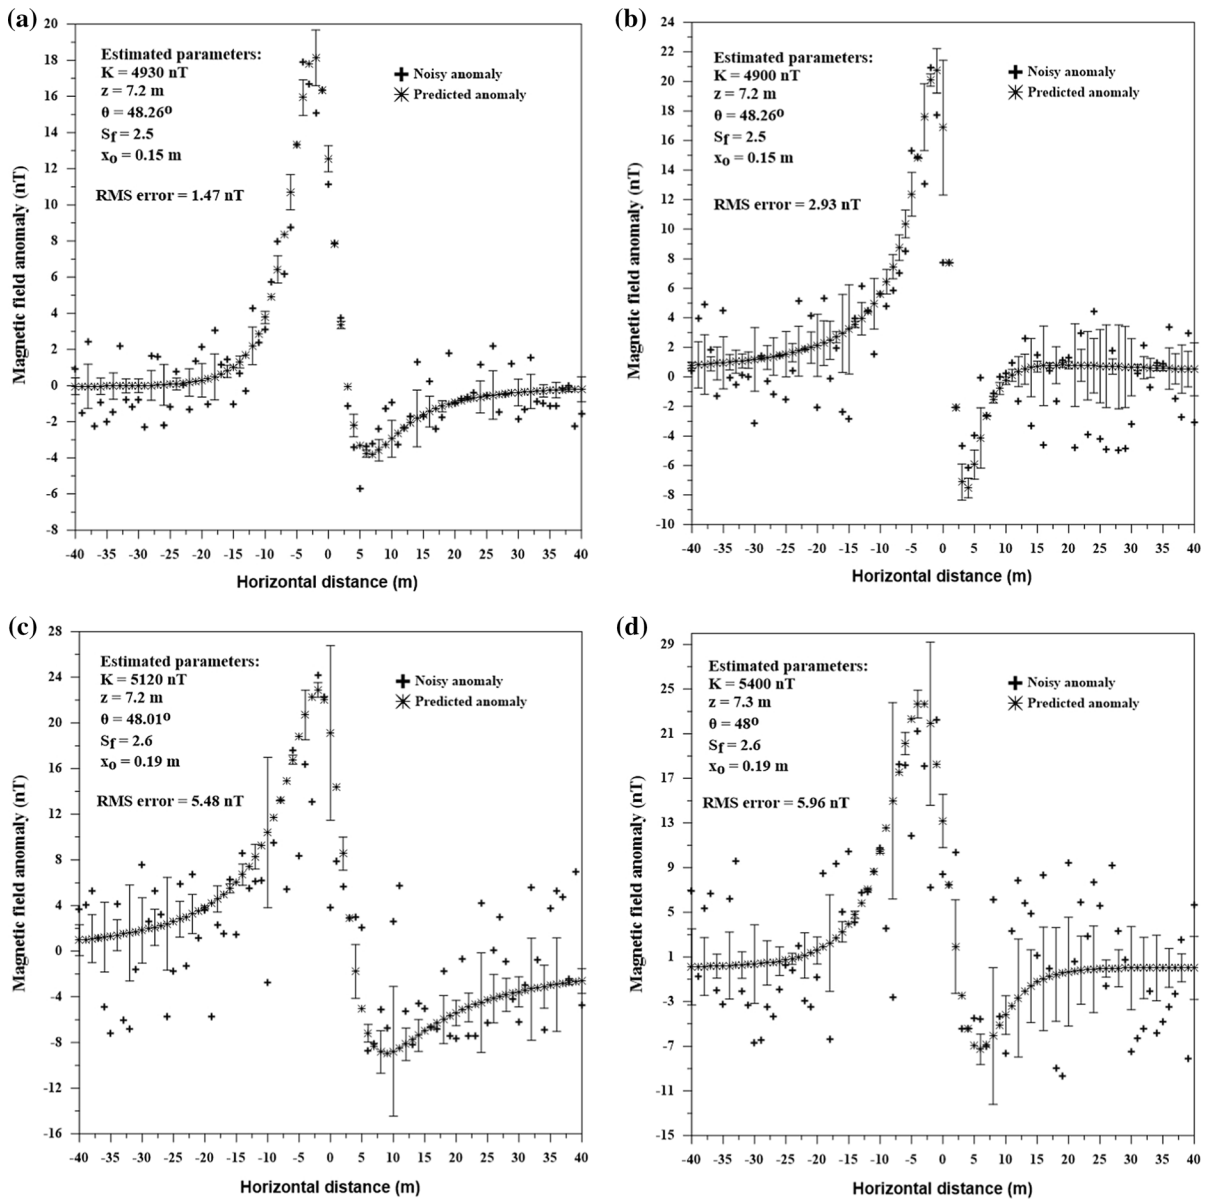 (a)
20
18
16
14
12
10
8
6
4
2
0
-2
-4
-6
-8
Magnetic field anomaly (nT)
Estimated parameters:
K = 4930 nT
z = 7.2 m
θ = 48.26º
Sf = 2.5
xo = 0.15 m
RMS error = 1.47 nT
Noisy anomaly
Predicted anomaly
-40 -35 -30 -25 -20 -15 -10 -5 0 5 10 15 20 25 30 35 40
Horizontal distance (m)
(b)
24
22
20
18
16
14
12
10
8
6
4
2
0
-2
-4
-6
-8
-10
Magnetic field anomaly (nT)
Estimated parameters:
K = 4900 nT
z = 7.2 m
θ = 48.26º
Sf = 2.5
xo = 0.15 m
RMS error = 2.93 nT
Noisy anomaly
Predicted anomaly
-40 -35 -30 -25 -20 -15 -10 -5 0 5 10 15 20 25 30 35 40
Horizontal distance (m)
(c)
28
24
20
16
12
8
4
0
-4
-8
-12
-16
Magnetic field anomaly (nT)
Estimated parameters:
K = 5120 nT
z = 7.2 m
θ = 48.01º
Sf = 2.6
xo = 0.19 m
RMS error = 5.48 nT
Noisy anomaly
Predicted anomaly
-40 -35 -30 -25 -20 -15 -10 -5 0 5 10 15 20 25 30 35 40
Horizontal distance (m)
(d)
29
25
21
17
13
9
5
1
-3
-7
-11
-15
Magnetic field anomaly (nT)
Estimated parameters:
K = 5400 nT
z = 7.3 m
θ = 48º
Sf = 2.6
xo = 0.19 m
RMS error = 5.96 nT
Noisy anomaly
Predicted anomaly
-40 -35 -30 -25 -20 -15 -10 -5 0 5 10 15 20 25 30 35 40
Horizontal distance (m)